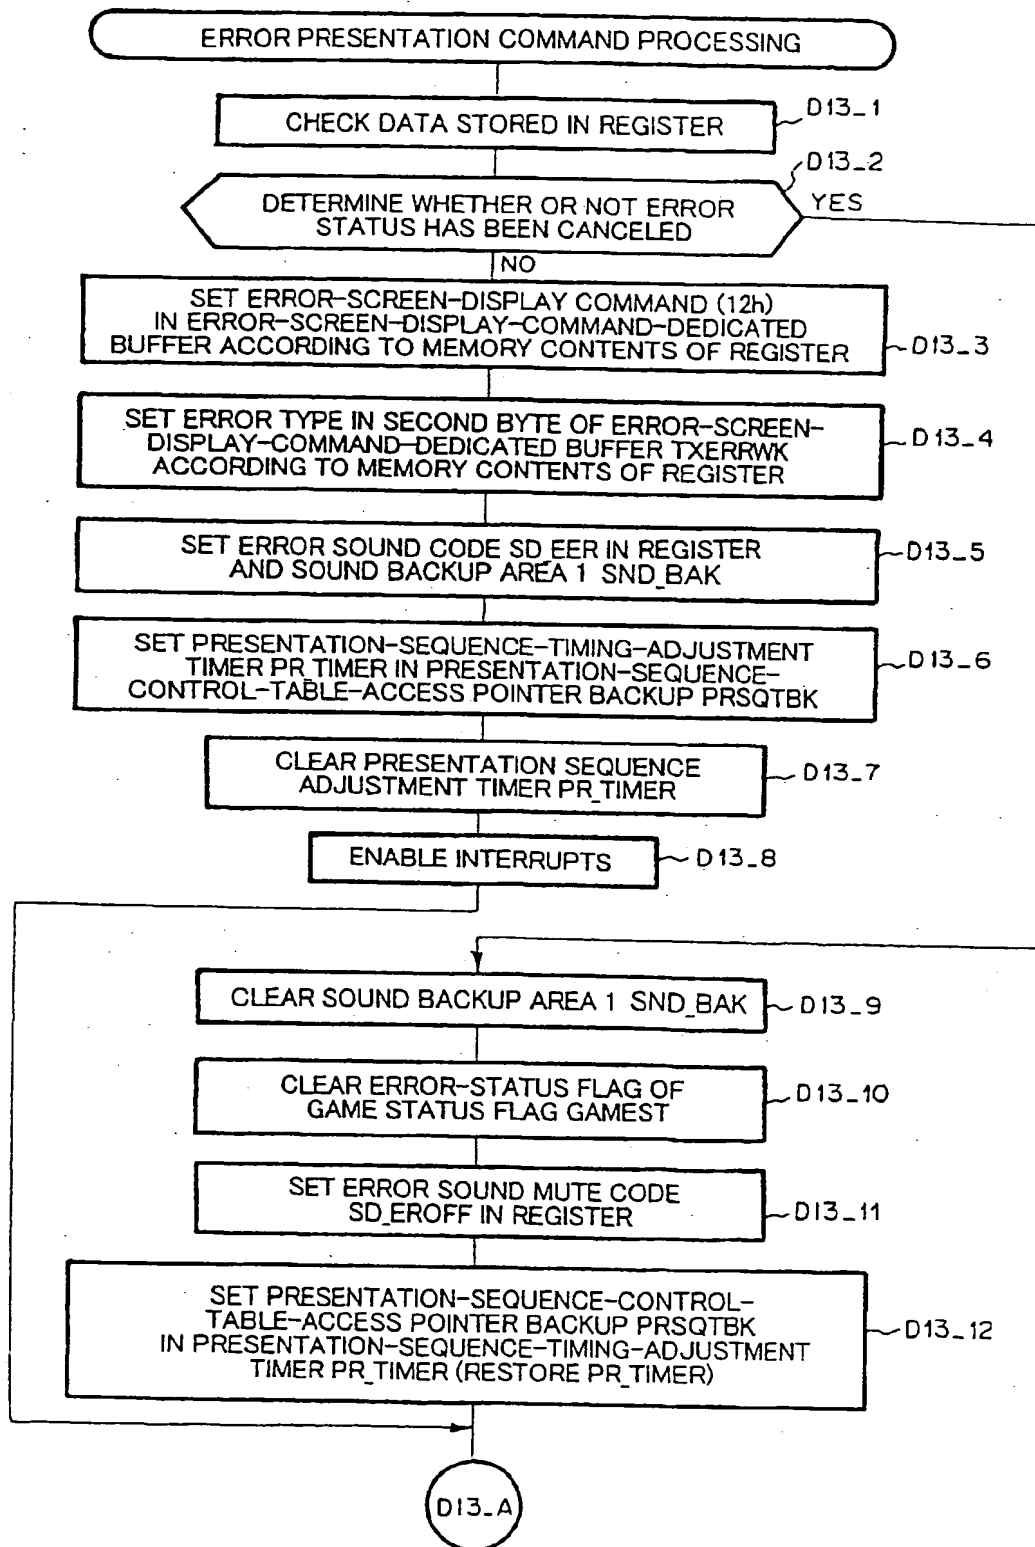 ERROR PRESENTATION COMMAND PROCESSING
CHECK DATA STORED IN REGISTER
D13_1
D13_2
DETERMINE WHETHER OR NOT ERROR
STATUS HAS BEEN CANCELED
YES
NO
SET ERROR-SCREEN-DISPLAY COMMAND (12h)
IN ERROR-SCREEN-DISPLAY-COMMAND-DEDICATED
BUFFER ACCORDING TO MEMORY CONTENTS OF REGISTER
D13_3
SET ERROR TYPE IN SECOND BYTE OF ERROR-SCREEN-
DISPLAY-COMMAND-DEDICATED BUFFER TXERRWK
ACCORDING TO MEMORY CONTENTS OF REGISTER
D13_4
SET ERROR SOUND CODE SD_EER IN REGISTER
AND SOUND BACKUP AREA 1 SND_BAK
D13_5
SET PRESENTATION-SEQUENCE-TIMING-ADJUSTMENT
TIMER PR_TIMER IN PRESENTATION-SEQUENCE-
CONTROL-TABLE-ACCESS POINTER BACKUP PRSQTBK
D13_6
CLEAR PRESENTATION SEQUENCE
ADJUSTMENT TIMER PR_TIMER
D13_7
ENABLE INTERRUPTS
D13_8
CLEAR SOUND BACKUP AREA 1 SND_BAK
D13_9
CLEAR ERROR-STATUS FLAG OF
GAME STATUS FLAG GAMEST
D13_10
SET ERROR SOUND MUTE CODE
SD_EROFF IN REGISTER
D13_11
SET PRESENTATION-SEQUENCE-CONTROL-
TABLE-ACCESS POINTER BACKUP PRSQTBK
IN PRESENTATION-SEQUENCE-TIMING-ADJUSTMENT
TIMER PR_TIMER (RESTORE PR_TIMER)
D13_12
D13_A